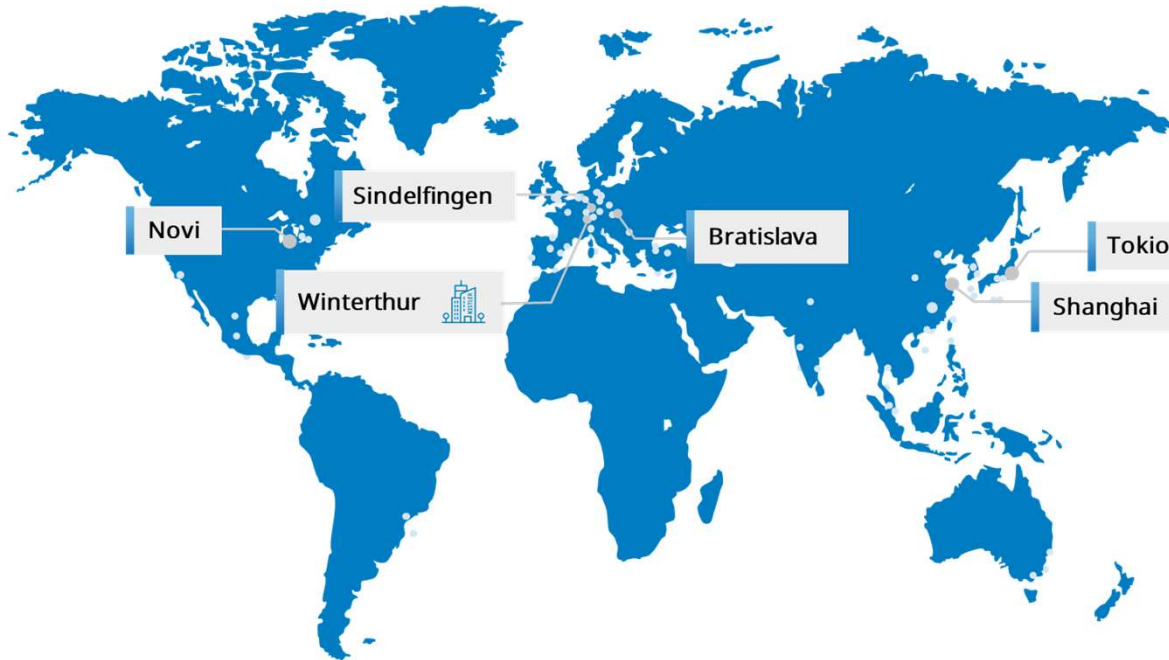 Sindelfingen
Novi
Bratislava
Tokio
Winterthur
Shanghai